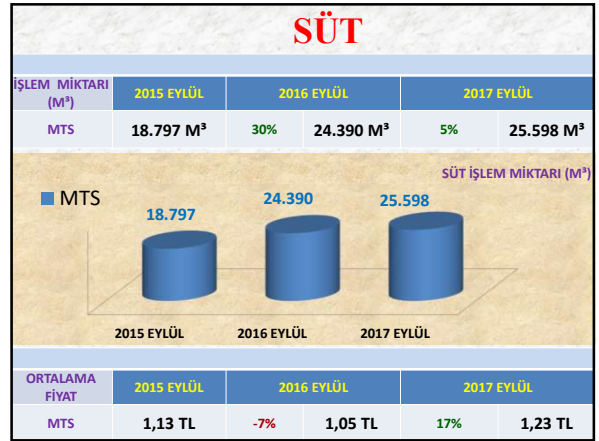 SÜT
İŞLEM MİKTARI (M³) 2015 EYLÜL 2016 EYLÜL 2017 EYLÜL
MTS 18.797 M³ 30% 24.390 M³ 5% 25.598 M³
SÜT İŞLEM MİKTARI (M³)
MTS
18.797 24.390 25.598
2015 EYLÜL 2016 EYLÜL 2017 EYLÜL
ORTALAMA FİYAT 2015 EYLÜL 2016 EYLÜL 2017 EYLÜL
MTS 1,13 TL -7% 1,05 TL 17% 1,23 TL